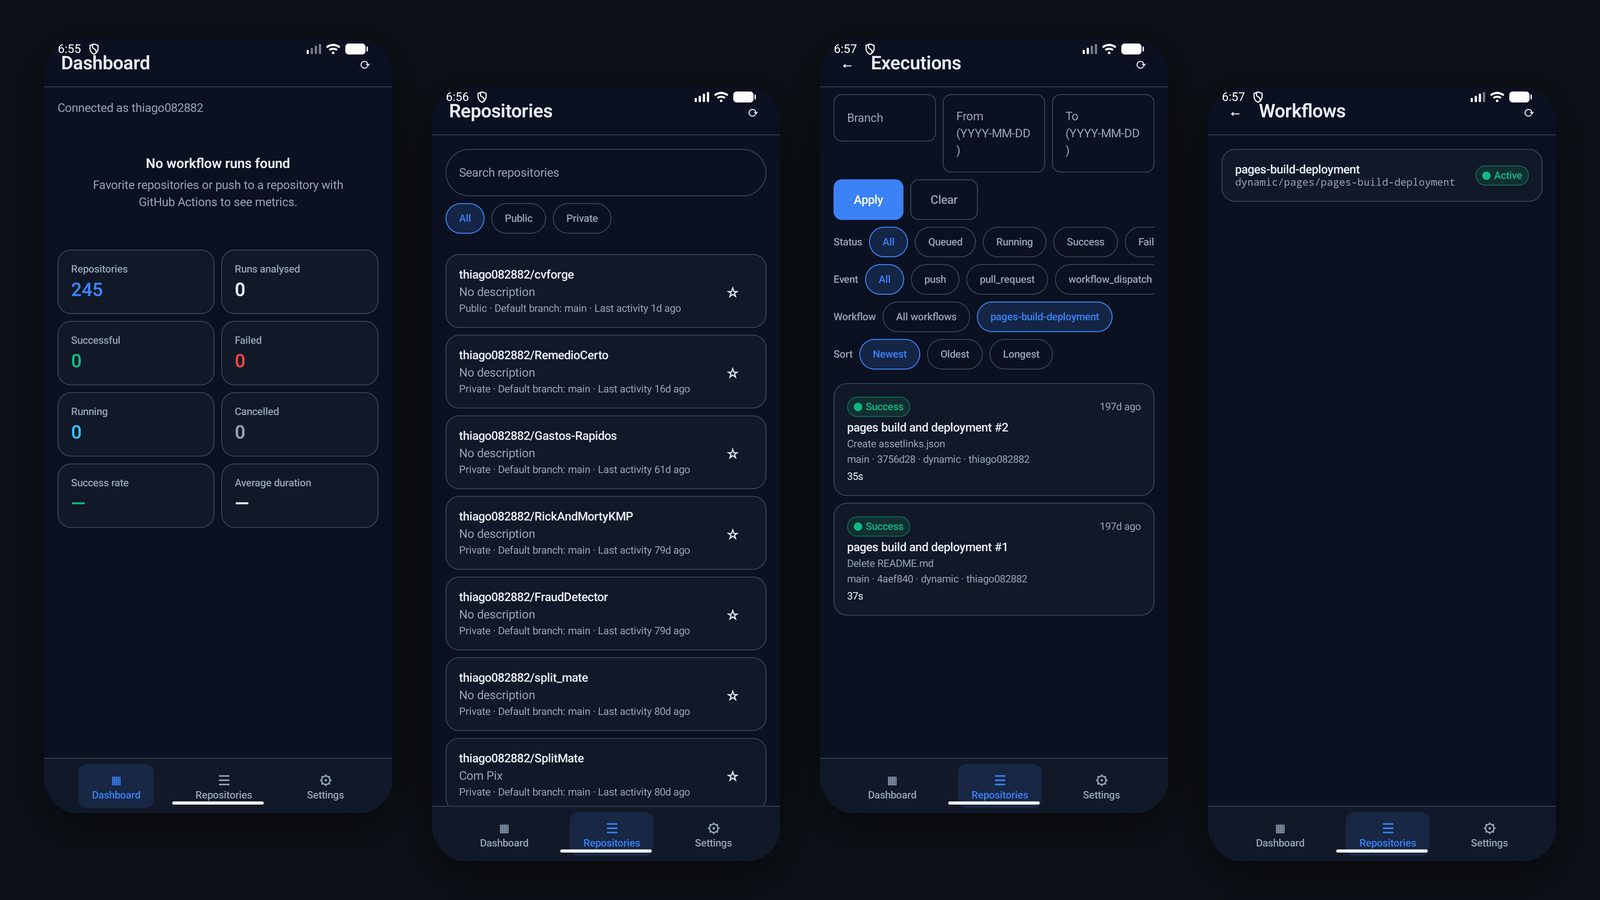 6:55
Dashboard
Connected as thiago082882
No workflow runs found
Favorite repositories or push to a repository with
GitHub Actions to see metrics.
Repositories
245
Runs analysed
0
Successful
0
Failed
0
Running
0
Cancelled
0
Success rate
—
Average duration
—
Dashboard
Repositories
Settings
6:56
Repositories
Search repositories
All
Public
Private
thiago082882/cvforge
No description
Public · Default branch: main · Last activity 1d ago
thiago082882/RemedioCerto
No description
Private · Default branch: main · Last activity 16d ago
thiago082882/Gastos-Rapidos
No description
Private · Default branch: main · Last activity 61d ago
thiago082882/RickAndMortyKMP
No description
Private · Default branch: main · Last activity 79d ago
thiago082882/FraudDetector
No description
Private · Default branch: main · Last activity 79d ago
thiago082882/split_mate
No description
Private · Default branch: main · Last activity 80d ago
thiago082882/SplitMate
Com Pix
Private · Default branch: main · Last activity 80d ago
Dashboard
Repositories
Settings
6:57
← Executions
Branch
From
(YYYY-MM-DD
)
To
(YYYY-MM-DD
)
Apply
Clear
Status All Queued Running Success Fail
Event All push pull_request workflow_dispatch
Workflow All workflows pages-build-deployment
Sort Newest Oldest Longest
Success 197d ago
pages build and deployment #2
Create assetlinks.json
main · 3756d28 · dynamic · thiago082882
35s
Success 197d ago
pages build and deployment #1
Delete README.md
main · 4aef840 · dynamic · thiago082882
37s
Dashboard
Repositories
Settings
6:57
← Workflows
pages-build-deployment
dynamic/pages/pages-build-deployment
Active
Dashboard
Repositories
Settings